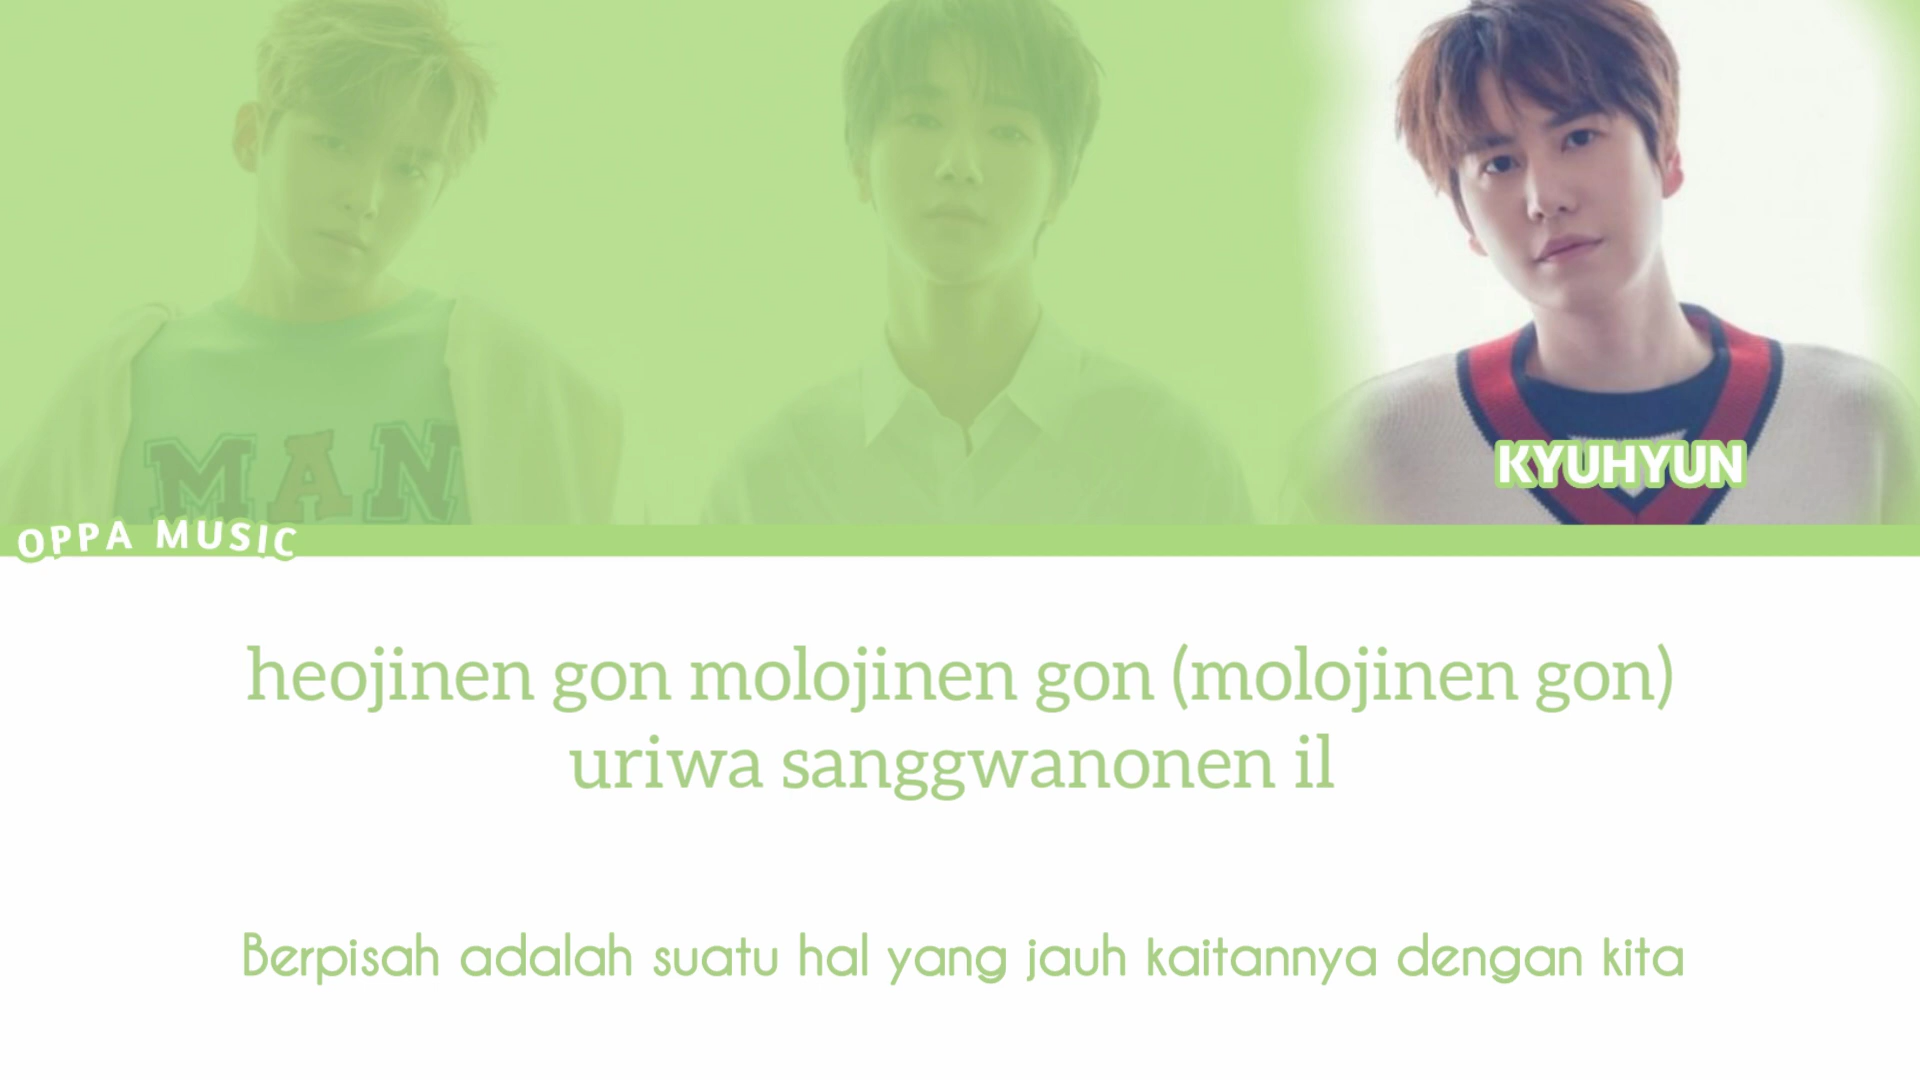 MAN
KYUHYUN
OPPA MUSIC
heojinen gon molojinen gon (molojinen gon)
uriwa sanggwanonen il
Berpisah adalah suatu hal yang jauh kaitannya dengan kita